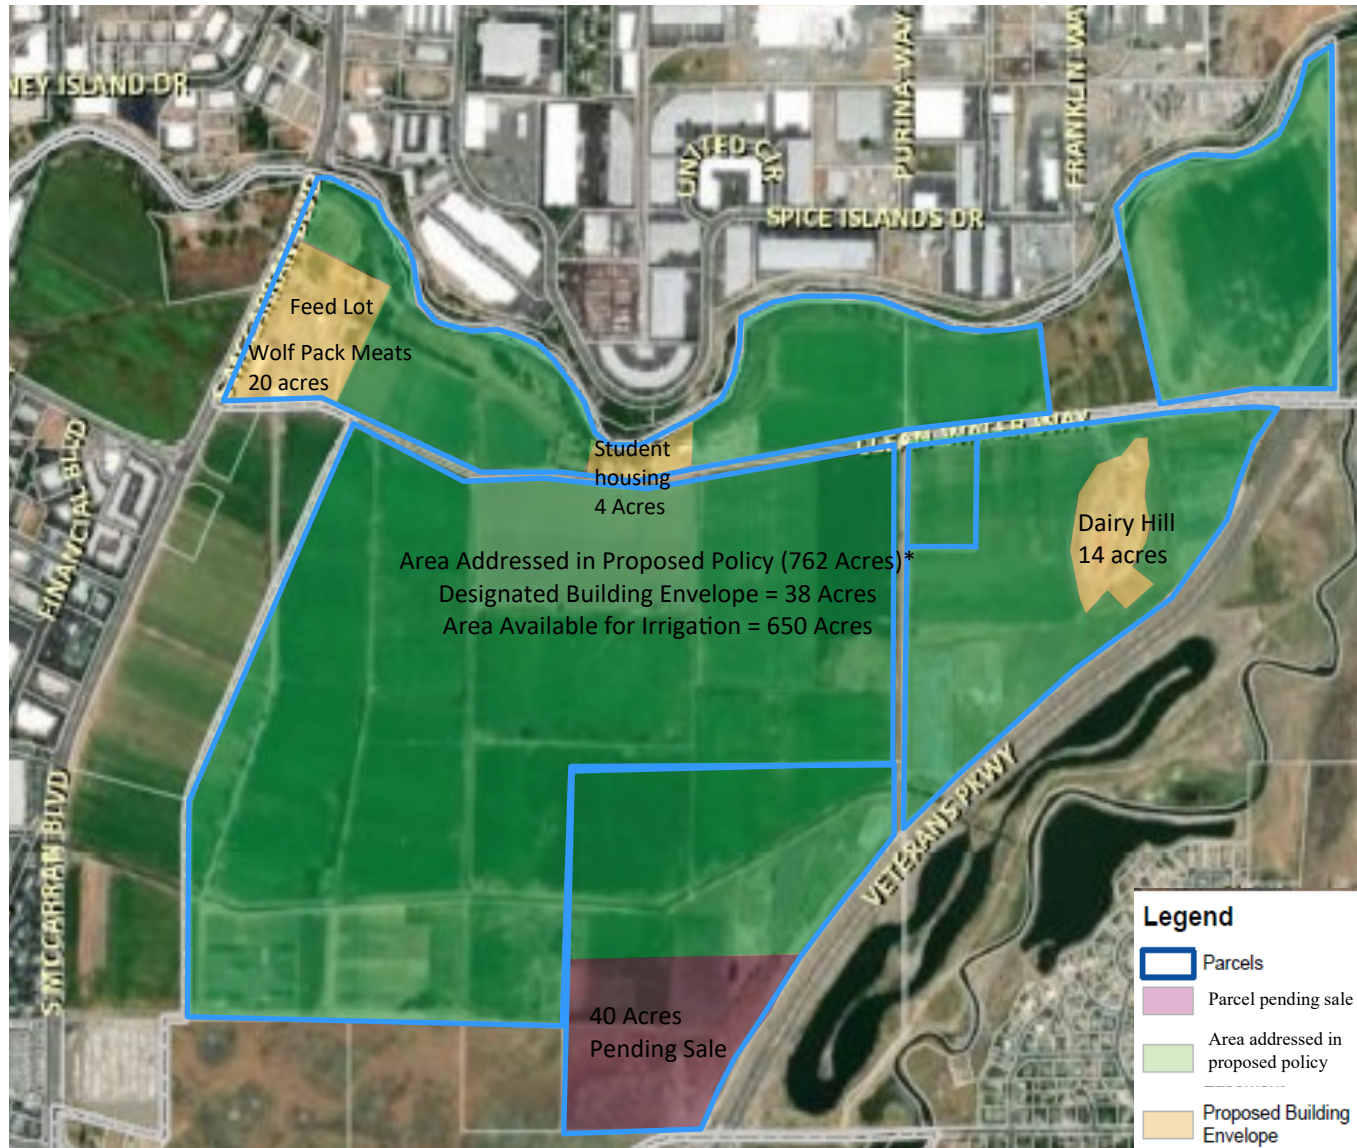 NEY ISLAND DR
UNITED CIR
PURINA WAY
FRANKLIN WAY
SPICE ISLANDS DR
Feed Lot
Wolf Pack Meats
20 acres
CLEAN WATER WAY
FINANCIAL BLVD
Student
housing
4 Acres
Dairy Hill
14 acres
Area Addressed in Proposed Policy (762 Acres)*
Designated Building Envelope = 38 Acres
Area Available for Irrigation = 650 Acres
VETERANS PKWY
S MCCARRAN BLVD
40 Acres
Pending Sale
Legend
Parcels
Parcel pending sale
Area addressed in
proposed policy
Proposed Building
Envelope